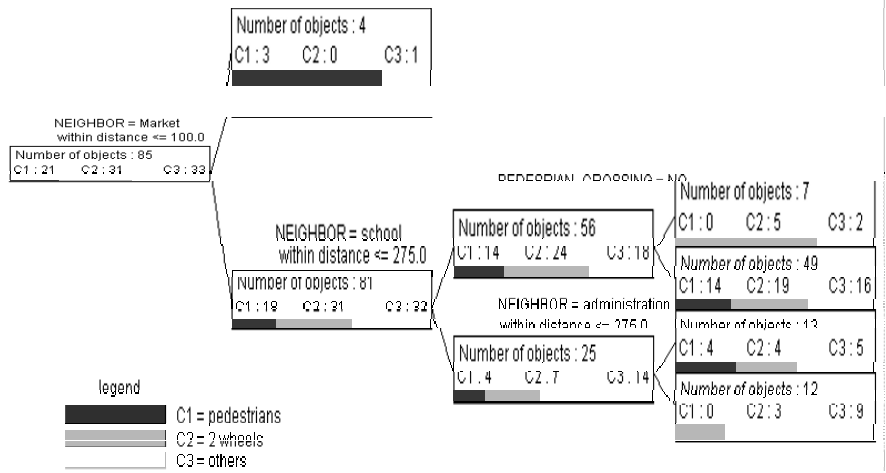 Number of objects : 4
C1 : 3 C2 : 0 C3 : 1
NEIGHBOR = Market
within distance <= 100.0
Number of objects : 85
C1 : 21 C2 : 31 C3 : 33
NEIGHBOR = school
within distance <= 275.0
Number of objects : 81
C1 : 18 C2 : 31 C3 : 32
PEDESRIAN_CROSSING = NO
Number of objects : 56
C1 : 14 C2 : 24 C3 : 18
NEIGHBOR = administration
within distance <= 275.0
Number of objects : 25
C1 : 4 C2 : 7 C3 : 14
Number of objects : 7
C1 : 0 C2 : 5 C3 : 2
Number of objects : 49
C1 : 14 C2 : 19 C3 : 16
Number of objects : 13
C1 : 4 C2 : 4 C3 : 5
Number of objects : 12
C1 : 0 C2 : 3 C3 : 9
legend
C1 = pedestrians
C2 = 2 wheels
C3 = others